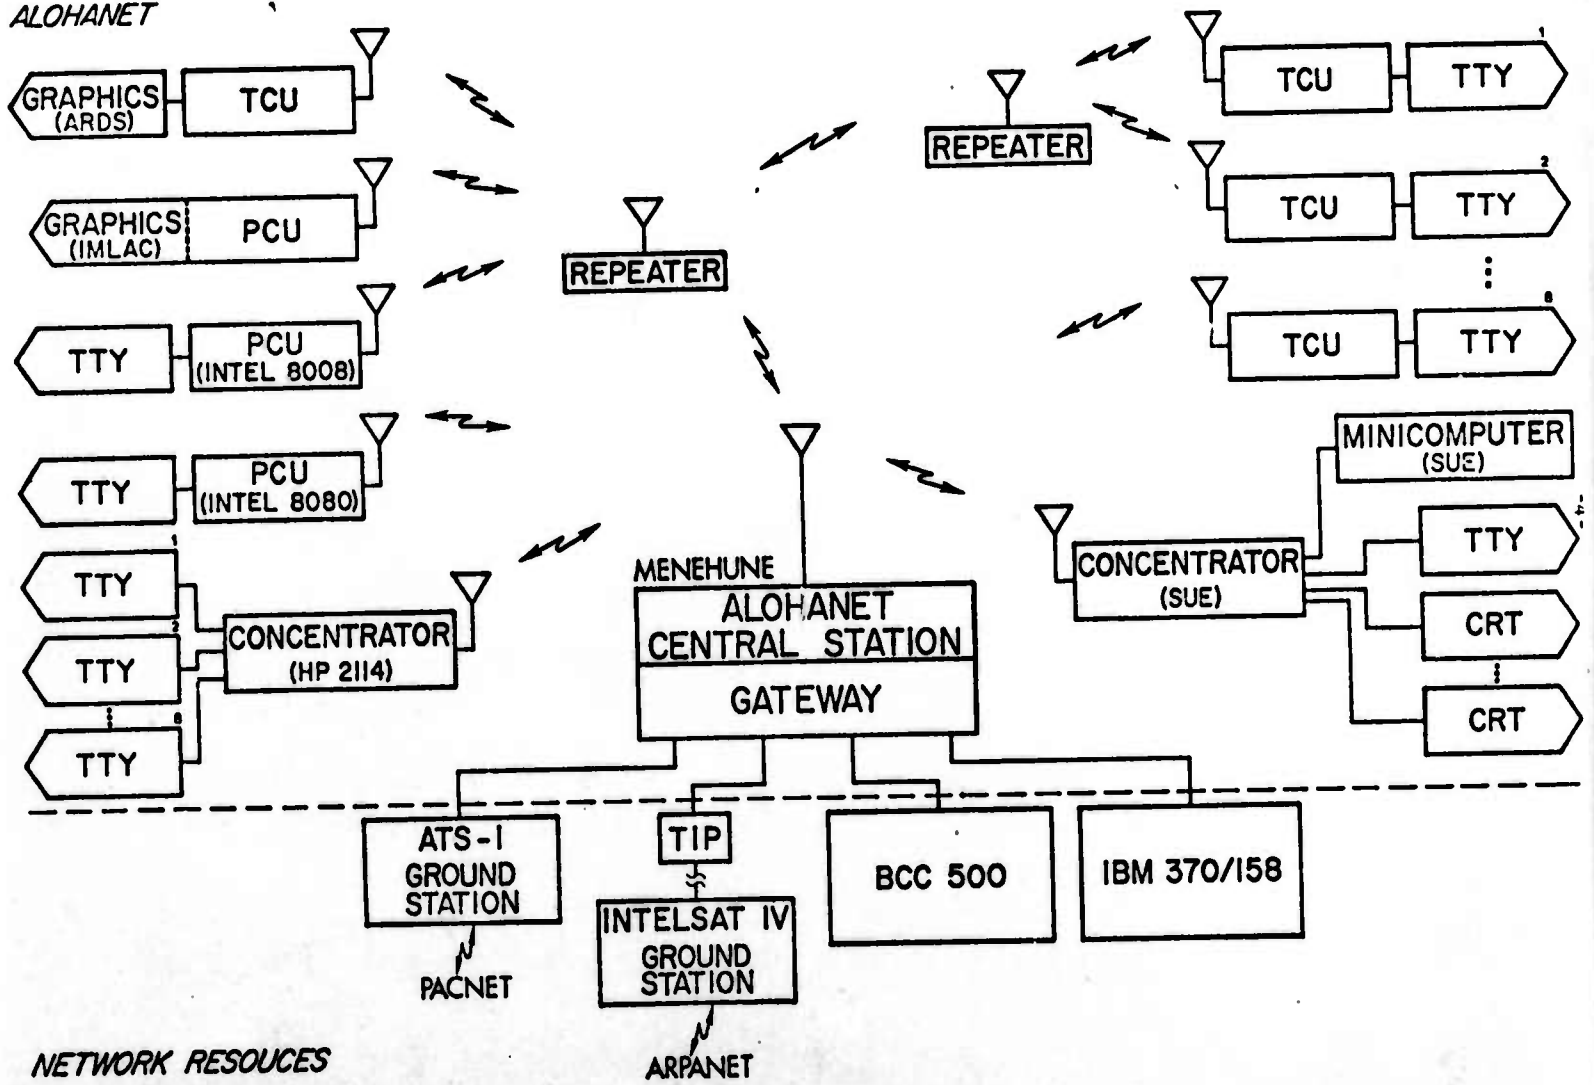 ALOHANET
GRAPHICS
(ARDS)
TCU
GRAPHICS
(IMLAC)
PCU
TTY
PCU
(INTEL 8008)
TTY
PCU
(INTEL 8080)
1
TTY
2
TTY
8
TTY
CONCENTRATOR
(HP 2114)
REPEATER
REPEATER
TCU
1
TTY
TCU
2
TTY
TCU
8
TTY
MINICOMPUTER
(SUE)
CONCENTRATOR
(SUE)
TTY
CRT
CRT
MENEHUNE
ALOHANET
CENTRAL STATION
GATEWAY
ATS-1
GROUND
STATION
PACNET
TIP
INTELSAT IV
GROUND
STATION
ARPANET
BCC 500
IBM 370/158
NETWORK RESOUCES